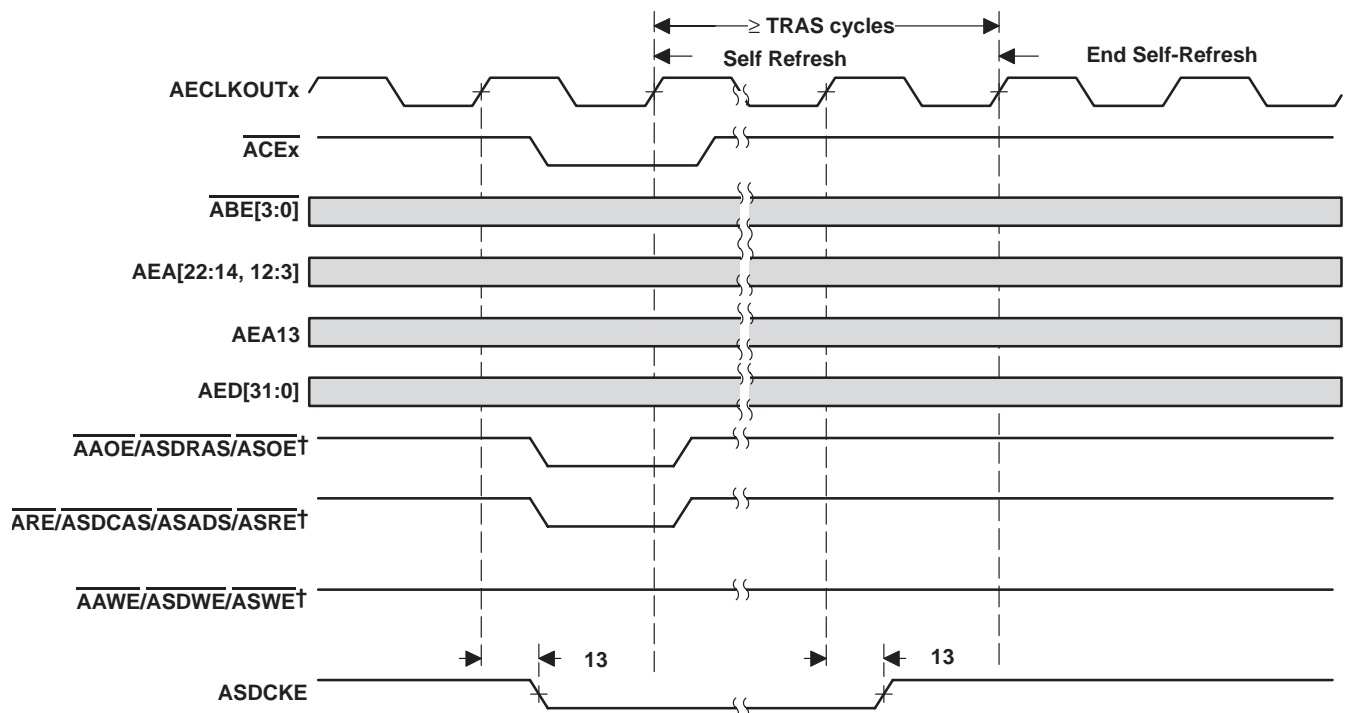 ≥ TRAS cycles
Self Refresh
End Self-Refresh
AECLKOUTx
ACEx
ABE[3:0]
AEA[22:14, 12:3]
AEA13
AED[31:0]
AAOE/ASDRAS/ASOE†
ARE/ASDCAS/ASADS/ASRE†
AAWE/ASDWE/ASWE†
13
13
ASDCKE